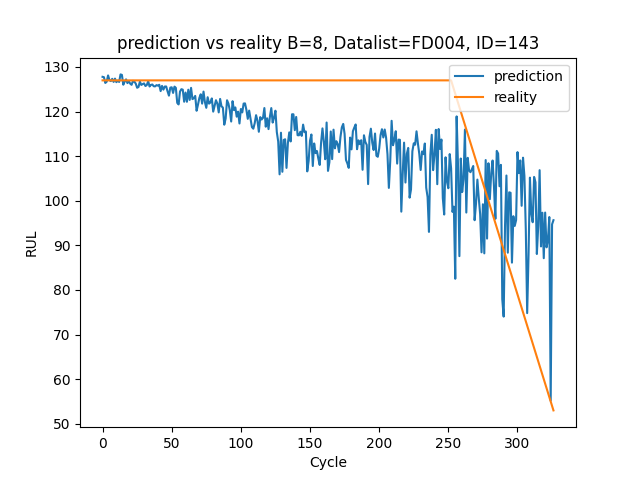 prediction vs reality B=8, Datalist=FD004, ID=143
130
120
110
100
90
80
70
60
50
RUL
prediction
reality
0 50 100 150 200 250 300
Cycle